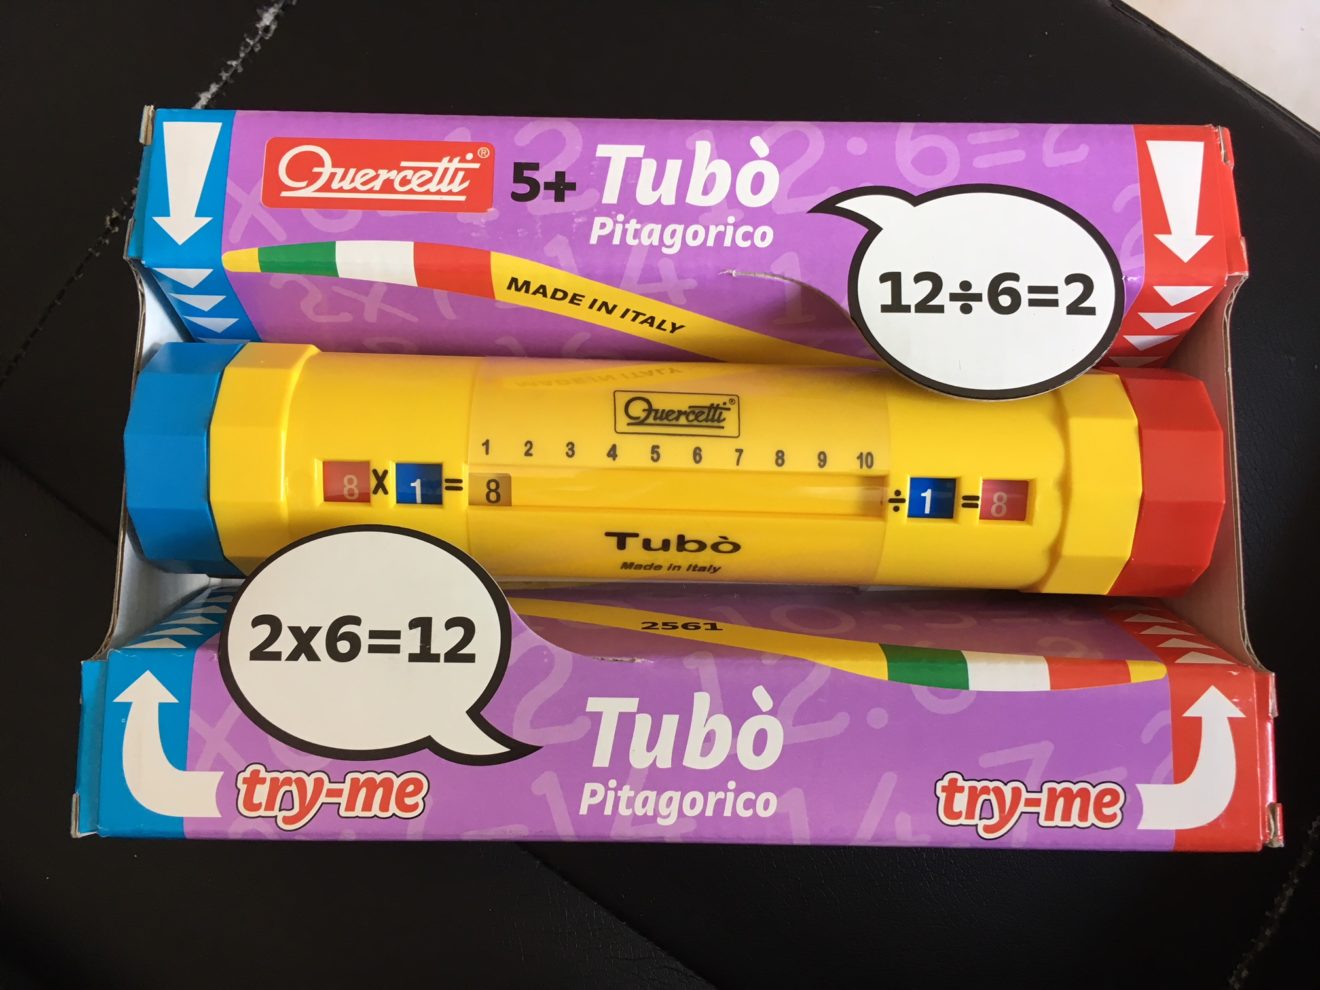 Quercetti®
5+
Tubò
Pitagorico
12÷6=2
MADE IN ITALY
Quercetti®
1 2 3 4 5 6 7 8 9 10
8 x 1 = 8 ÷ 1 = 8
Tubò
Made in Italy
2x6=12
2561
Tubò
Pitagorico
try-me
try-me